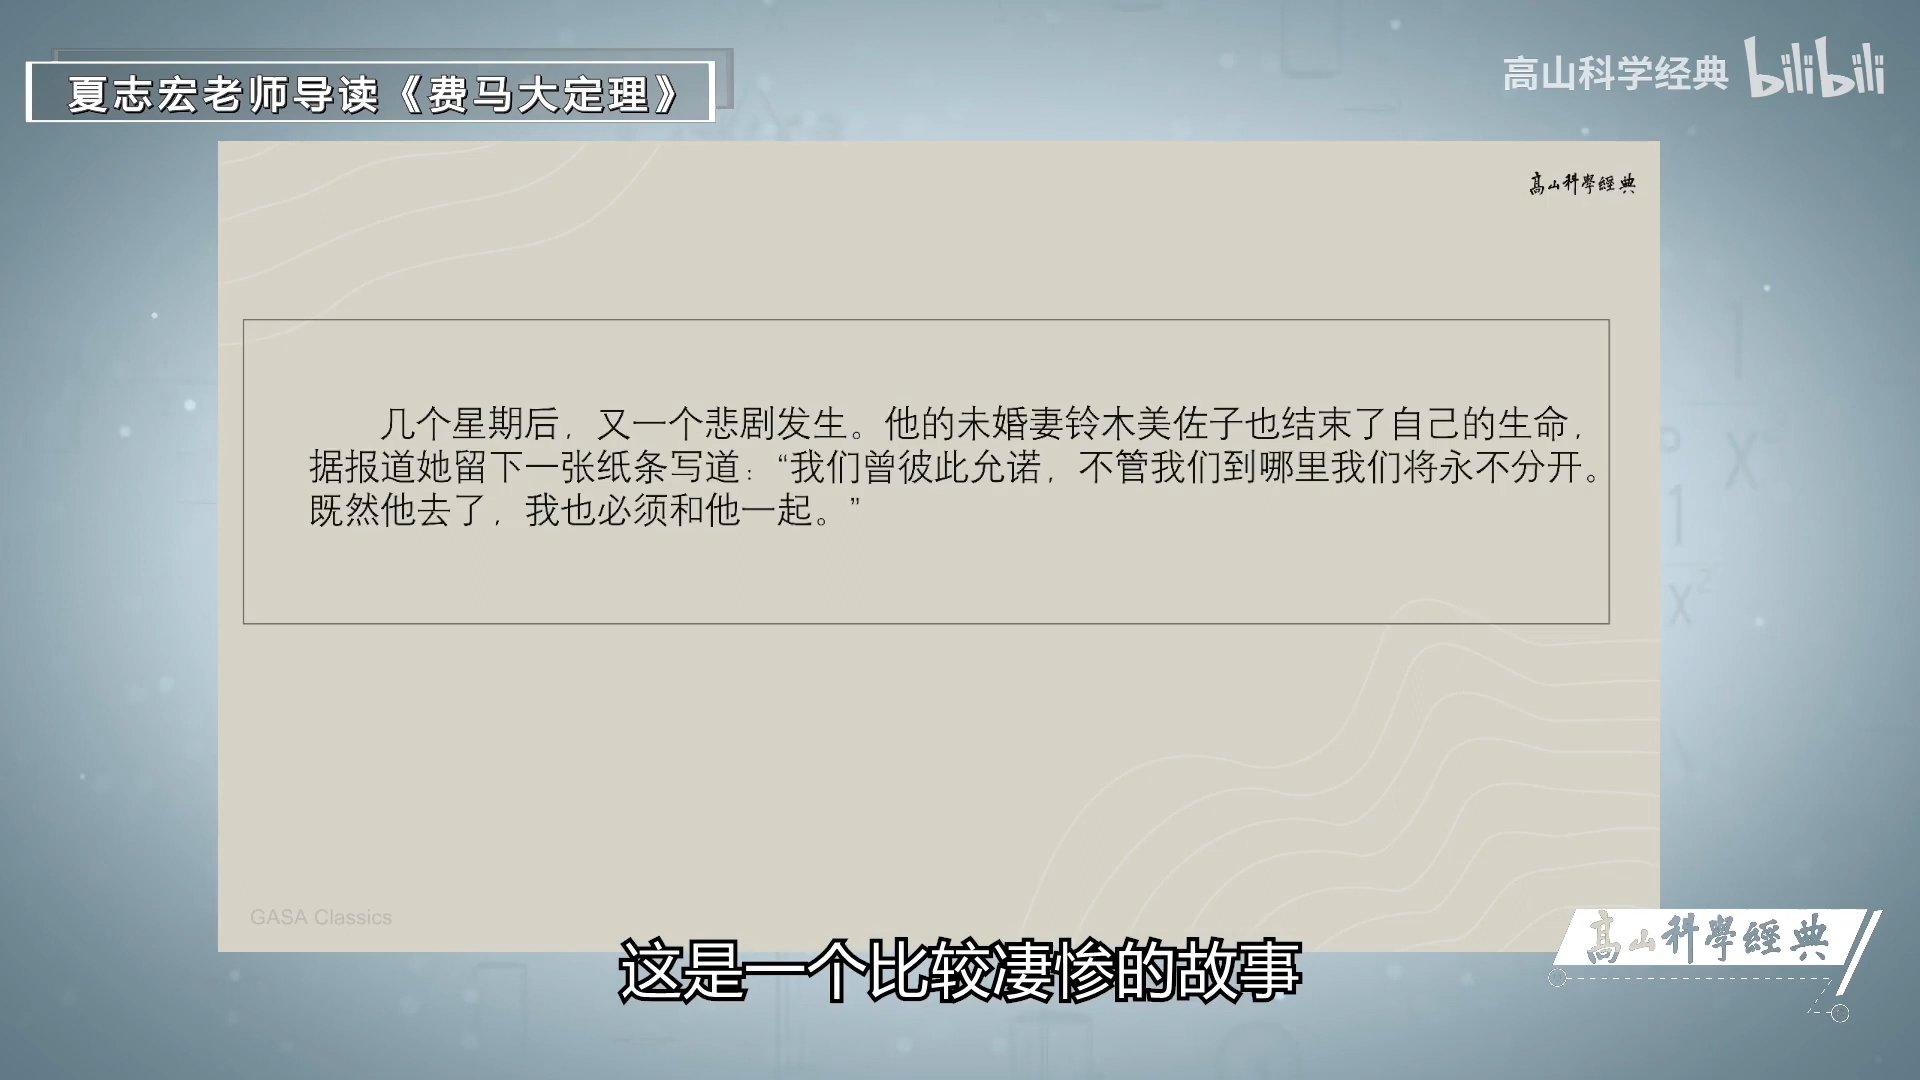 夏志宏老师导读《费马大定理》
高山科学经典 bilibili
高山科學經典
几个星期后，又一个悲剧发生。他的未婚妻铃木美佐子也结束了自己的生命，
据报道她留下一张纸条写道：“我们曾彼此允诺，不管我们到哪里我们将永不分开。
既然他去了，我也必须和他一起。”
GASA Classics
高山科學經典
这是一个比较凄惨的故事